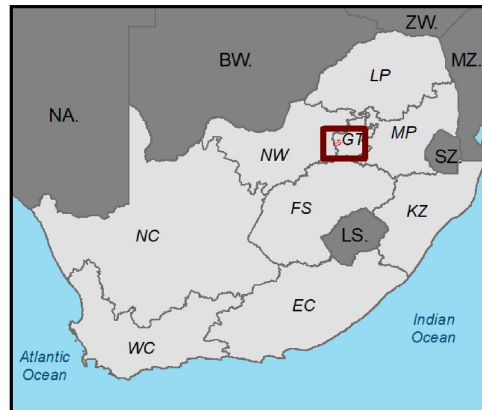 ZW.
BW.
MZ.
LP
NA.
GT
MP
NW
SZ.
FS
KZ
NC
LS.
EC
Indian
Ocean
WC
Atlantic
Ocean